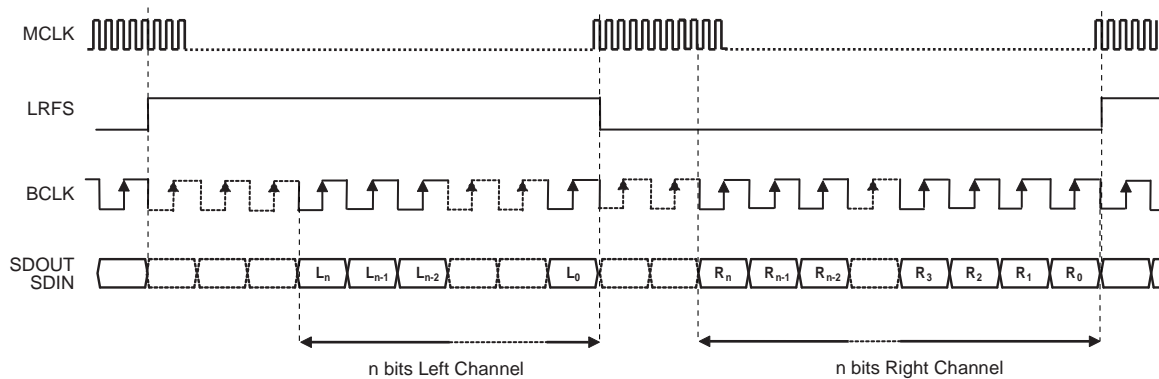 MCLK
LRFS
BCLK
SDOUT
SDIN
Lₙ Lₙ₋₁ Lₙ₋₂ L₀ Rₙ Rₙ₋₁ Rₙ₋₂ R₃ R₂ R₁ R₀
n bits Left Channel n bits Right Channel